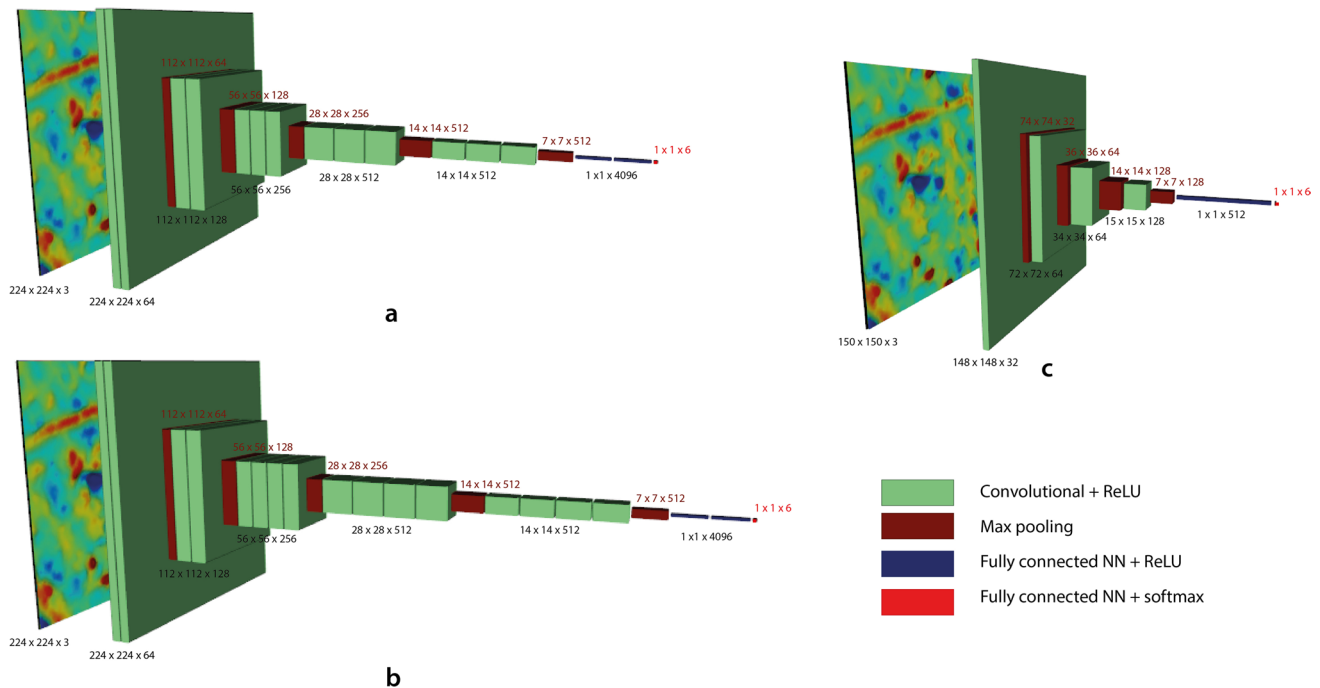 112 x 112 x 64
56 x 56 x 128
28 x 28 x 256
14 x 14 x 512
7 x 7 x 512
1 x 1 x 6
1 x 1 x 4096
14 x 14 x 512
28 x 28 x 512
56 x 56 x 256
112 x 112 x 128
224 x 224 x 3
224 x 224 x 64
a
74 x 74 x 32
36 x 36 x 64
14 x 14 x 128
7 x 7 x 128
1 x 1 x 6
1 x 1 x 512
15 x 15 x 128
34 x 34 x 64
72 x 72 x 64
150 x 150 x 3
148 x 148 x 32
c
112 x 112 x 64
56 x 56 x 128
28 x 28 x 256
14 x 14 x 512
7 x 7 x 512
1 x 1 x 6
1 x1 x 4096
14 x 14 x 512
28 x 28 x 512
56 x 56 x 256
112 x 112 x 128
224 x 224 x 3
224 x 224 x 64
b
Convolutional + ReLU
Max pooling
Fully connected NN + ReLU
Fully connected NN + softmax